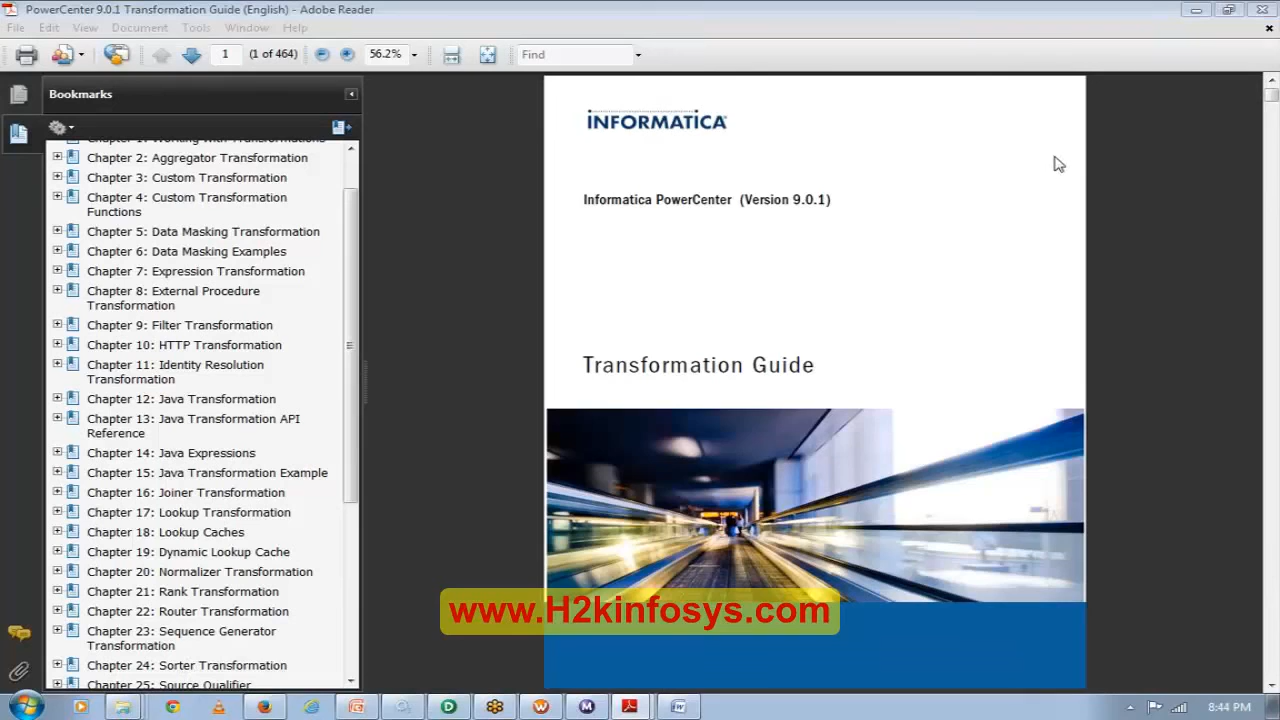 PowerCenter 9.0.1 Transformation Guide (English) - Adobe Reader
File Edit View Document Tools Window Help
1 (1 of 464) 56.2% Find
Bookmarks
Chapter 1: Working with Transformations
Chapter 2: Aggregator Transformation
Chapter 3: Custom Transformation
Chapter 4: Custom Transformation
Functions
Chapter 5: Data Masking Transformation
Chapter 6: Data Masking Examples
Chapter 7: Expression Transformation
Chapter 8: External Procedure
Transformation
Chapter 9: Filter Transformation
Chapter 10: HTTP Transformation
Chapter 11: Identity Resolution
Transformation
Chapter 12: Java Transformation
Chapter 13: Java Transformation API
Reference
Chapter 14: Java Expressions
Chapter 15: Java Transformation Example
Chapter 16: Joiner Transformation
Chapter 17: Lookup Transformation
Chapter 18: Lookup Caches
Chapter 19: Dynamic Lookup Cache
Chapter 20: Normalizer Transformation
Chapter 21: Rank Transformation
Chapter 22: Router Transformation
Chapter 23: Sequence Generator
Transformation
Chapter 24: Sorter Transformation
Chapter 25: Source Qualifier
INFORMATICA
Informatica PowerCenter (Version 9.0.1)
Transformation Guide
www.H2kinfosys.com
8:44 PM